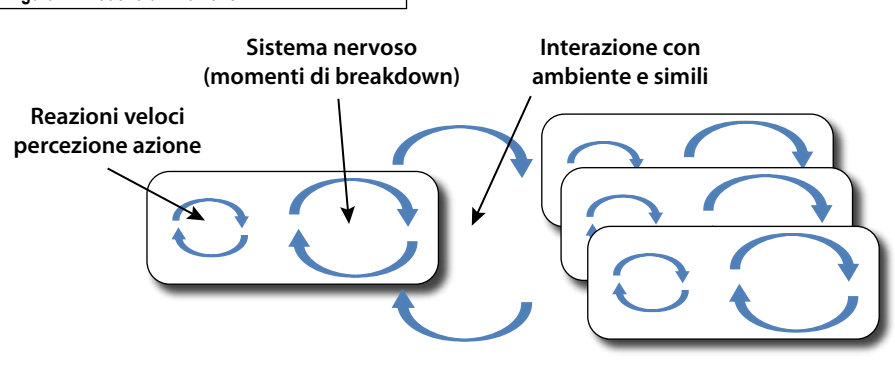 Sistema nervoso
(momenti di breakdown)
Interazione con
ambiente e simili
Reazioni veloci
percezione azione